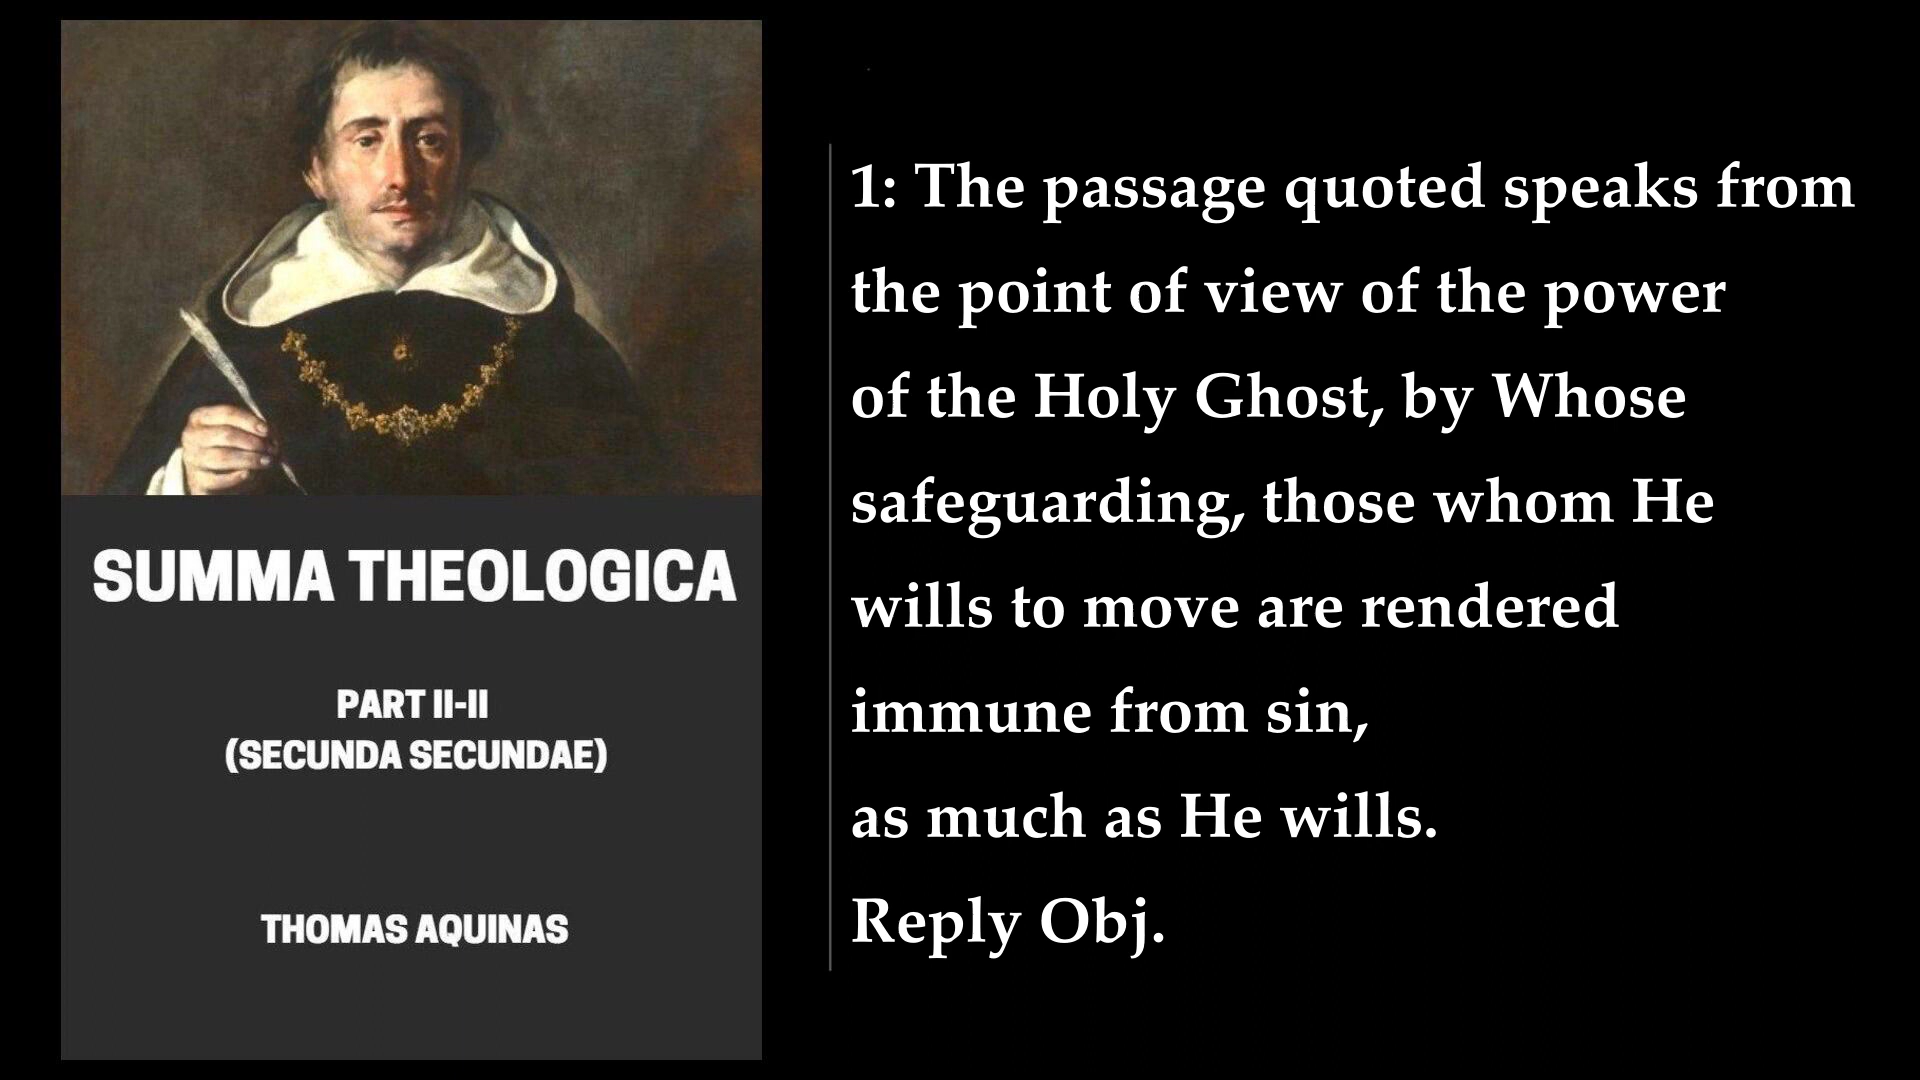 SUMMA THEOLOGICA
PART II-II
(SECUNDA SECUNDAE)
THOMAS AQUINAS
1: The passage quoted speaks from
the point of view of the power
of the Holy Ghost, by Whose
safeguarding, those whom He
wills to move are rendered
immune from sin,
as much as He wills.
Reply Obj.